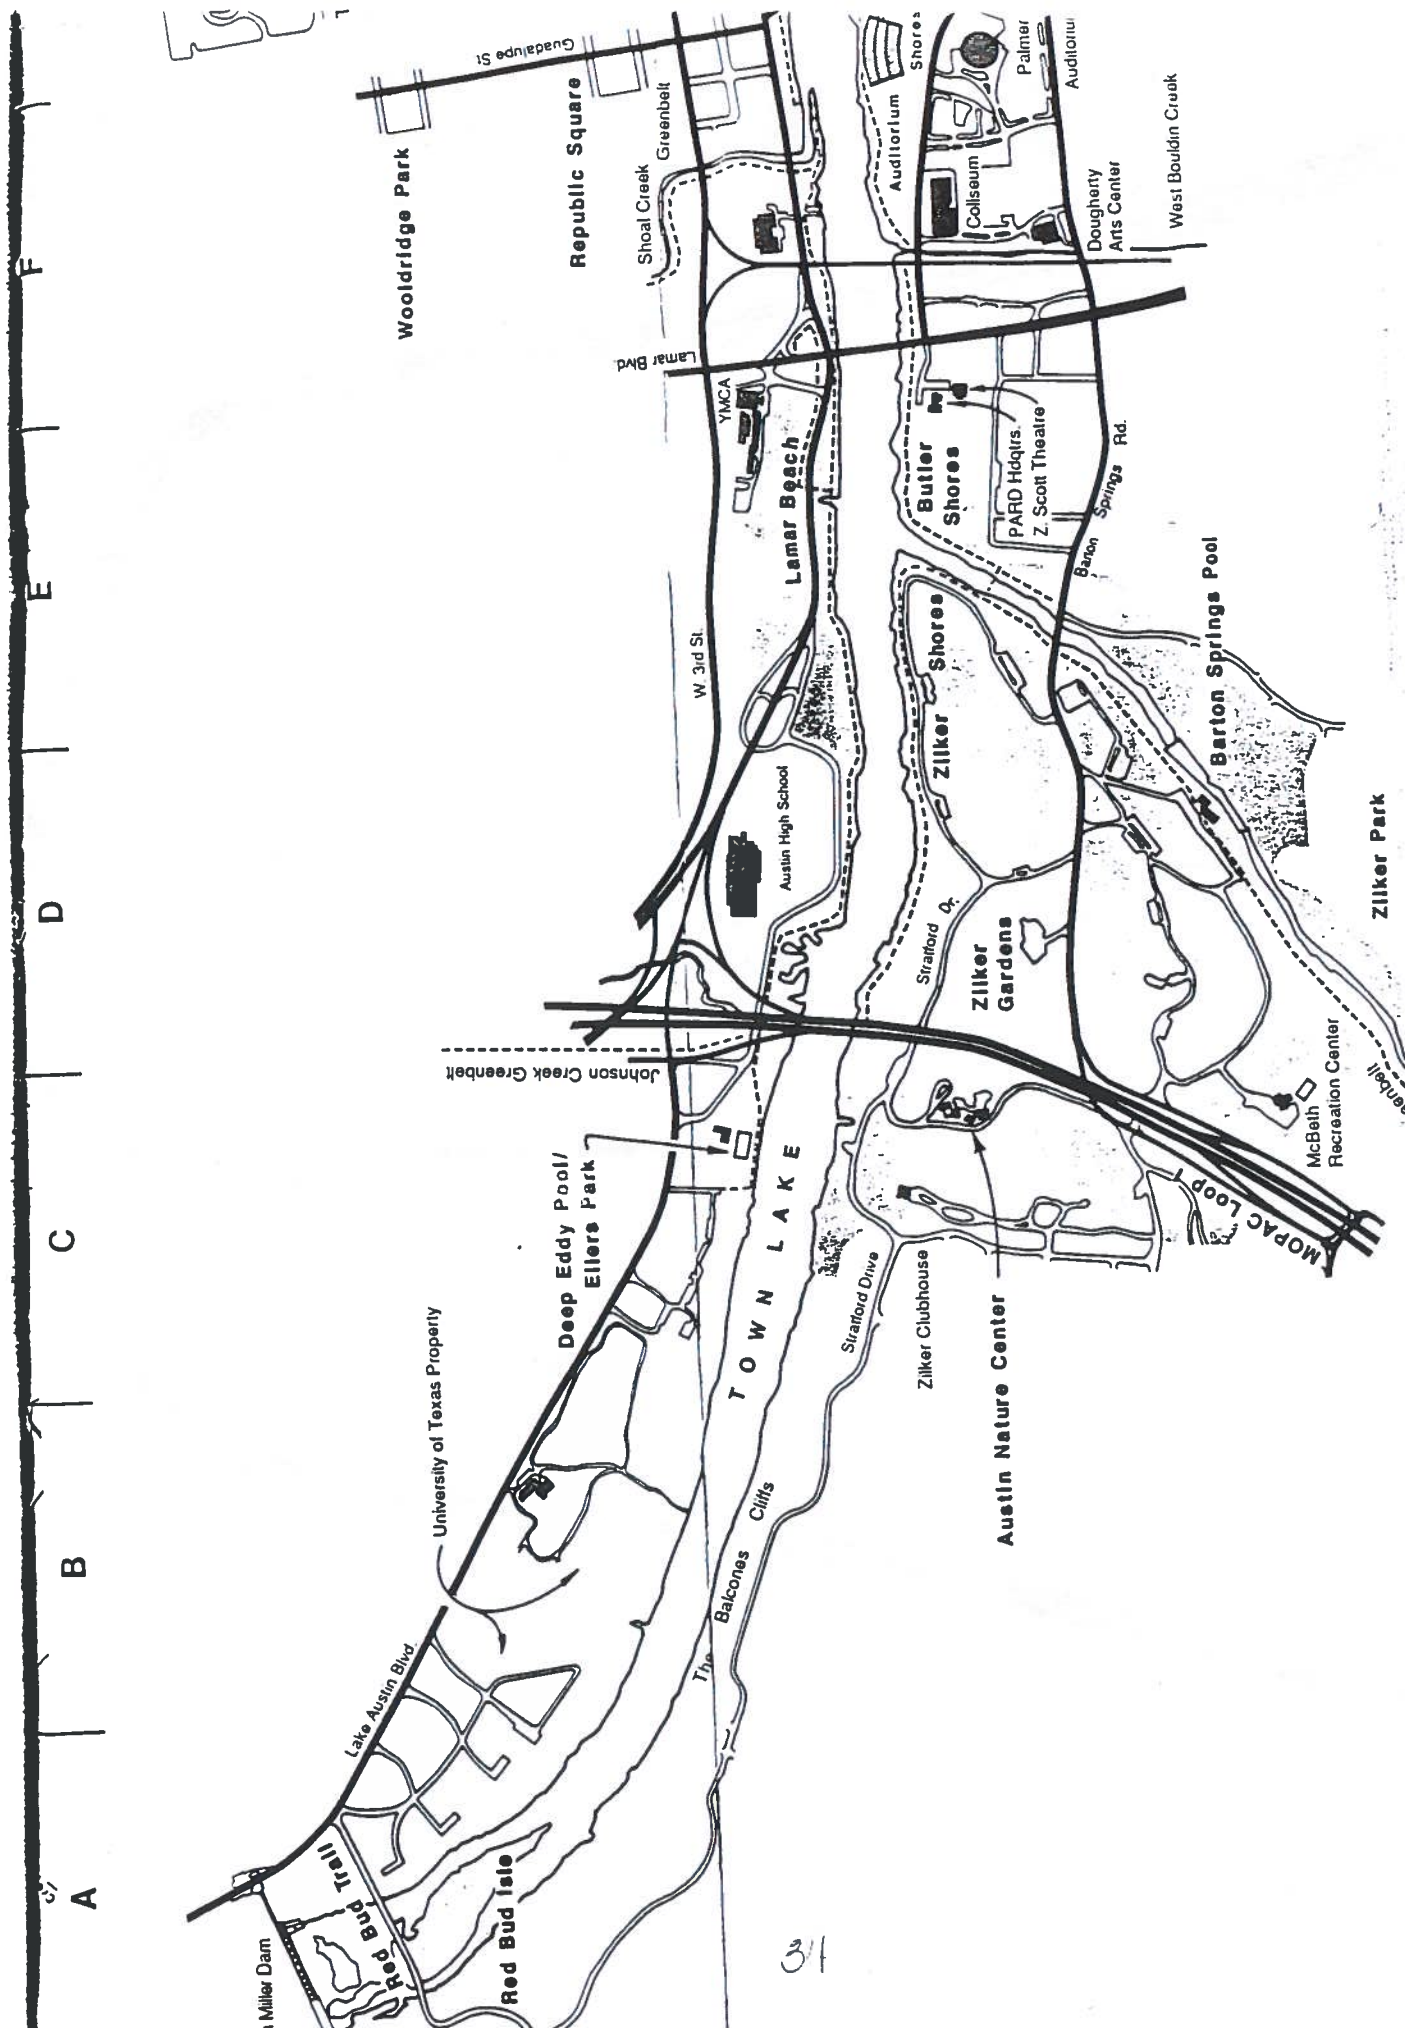 A
B
C
D
E
F
Miller Dam
Red Bud Trail
Red Bud Isle
Lake Austin Blvd.
University of Texas Property
The Balcones Cliffs
Deep Eddy Pool/
Eilers Park
Johnson Creek Greenbelt
TOWN LAKE
Stratford Drive
Zilker Clubhouse
Austin Nature Center
MOPAC Loop 1
McBeth
Recreation Center
Zilker Park
Zilker
Gardens
Stratford Dr.
Austin High School
W. 3rd St.
Zilker Shores
Barton Springs Pool
Barton Springs Rd.
Lamar Beach
YMCA
Lamar Blvd.
Butler
Shores
PARD Hdqtrs.
Z. Scott Theatre
Wooldridge Park
Republic Square
Guadalupe St
Shoal Creek
Greenbelt
Auditorium
Shores
Coliseum
Palmer
Dougherty
Arts Center
West Bouldin Creek